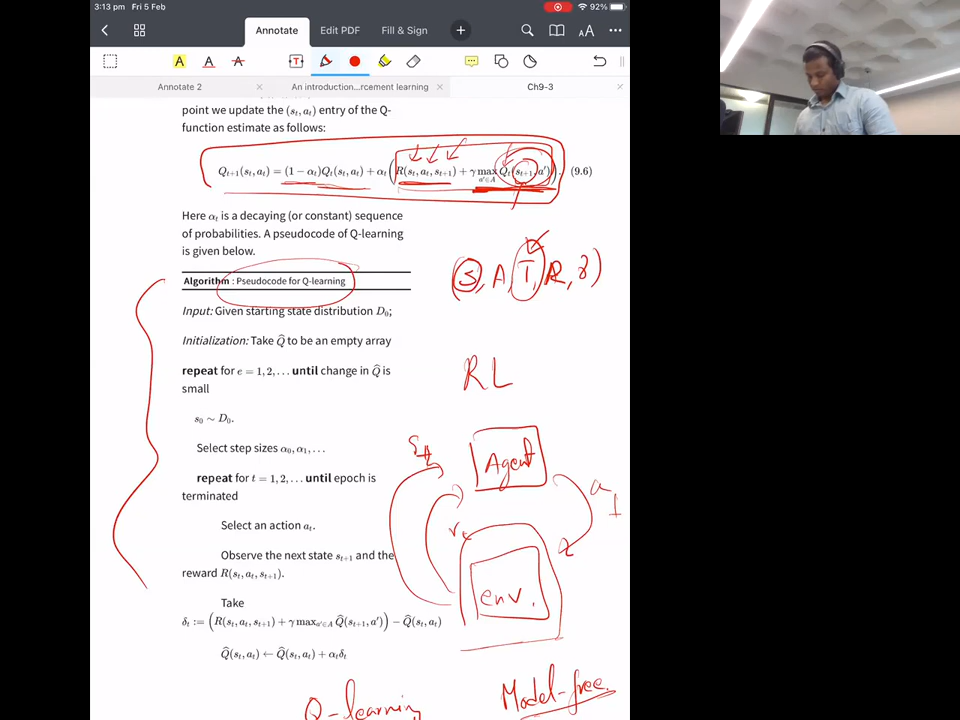 3:13 pm Fri 5 Feb
92%
Annotate
Edit PDF
Fill & Sign
Annotate 2
An introduction...rcement learning
Ch9-3
point we update the (s_t, a_t) entry of the Q-
function estimate as follows:
Q_{t+1}(s_t, a_t) = (1 − α_t)Q_t(s_t, a_t) + α_t(R(s_t, a_t, s_{t+1}) + γ max_{a'∈A} Q_t(s_{t+1}, a')). (9.6)
Here α_t is a decaying (or constant) sequence
of probabilities. A pseudocode of Q-learning
is given below.
(S, A, T, R, γ)
Algorithm : Pseudocode for Q-learning
Input: Given starting state distribution D_0;
Initialization: Take Q̂ to be an empty array
repeat for e = 1, 2, … until change in Q̂ is
small
RL
s_0 ∼ D_0.
Select step sizes α_0, α_1, …
repeat for t = 1, 2, … until epoch is
terminated
Select an action a_t.
Observe the next state s_{t+1} and the
reward R(s_t, a_t, s_{t+1}).
Take
δ_t := (R(s_t, a_t, s_{t+1}) + γ max_{a'∈A} Q̂(s_{t+1}, a')) − Q̂(s_t, a_t)
Q̂(s_t, a_t) ← Q̂(s_t, a_t) + α_t δ_t
S_t
Agent
a_t
r_t
env.
Q-learning
Model-free